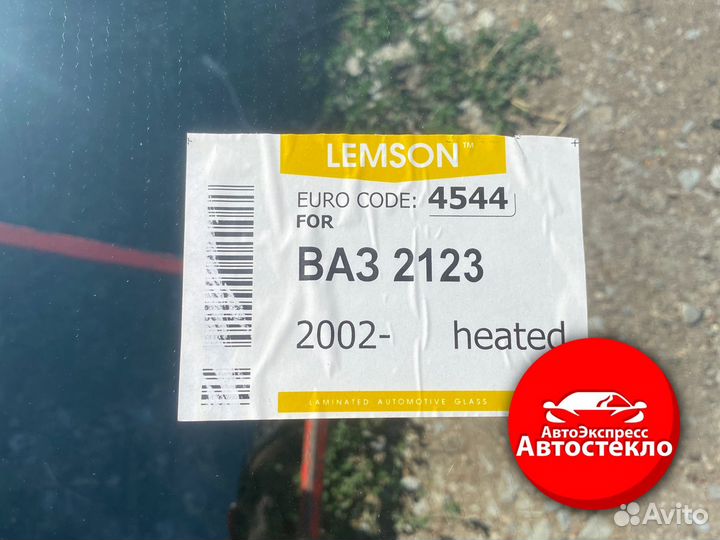 LEMSON™
EURO CODE: 4544
FOR
ВАЗ 2123
2002- heated
LAMINATED AUTOMOTIVE GLASS
АвтоЭкспресс
Автостекло
Avito